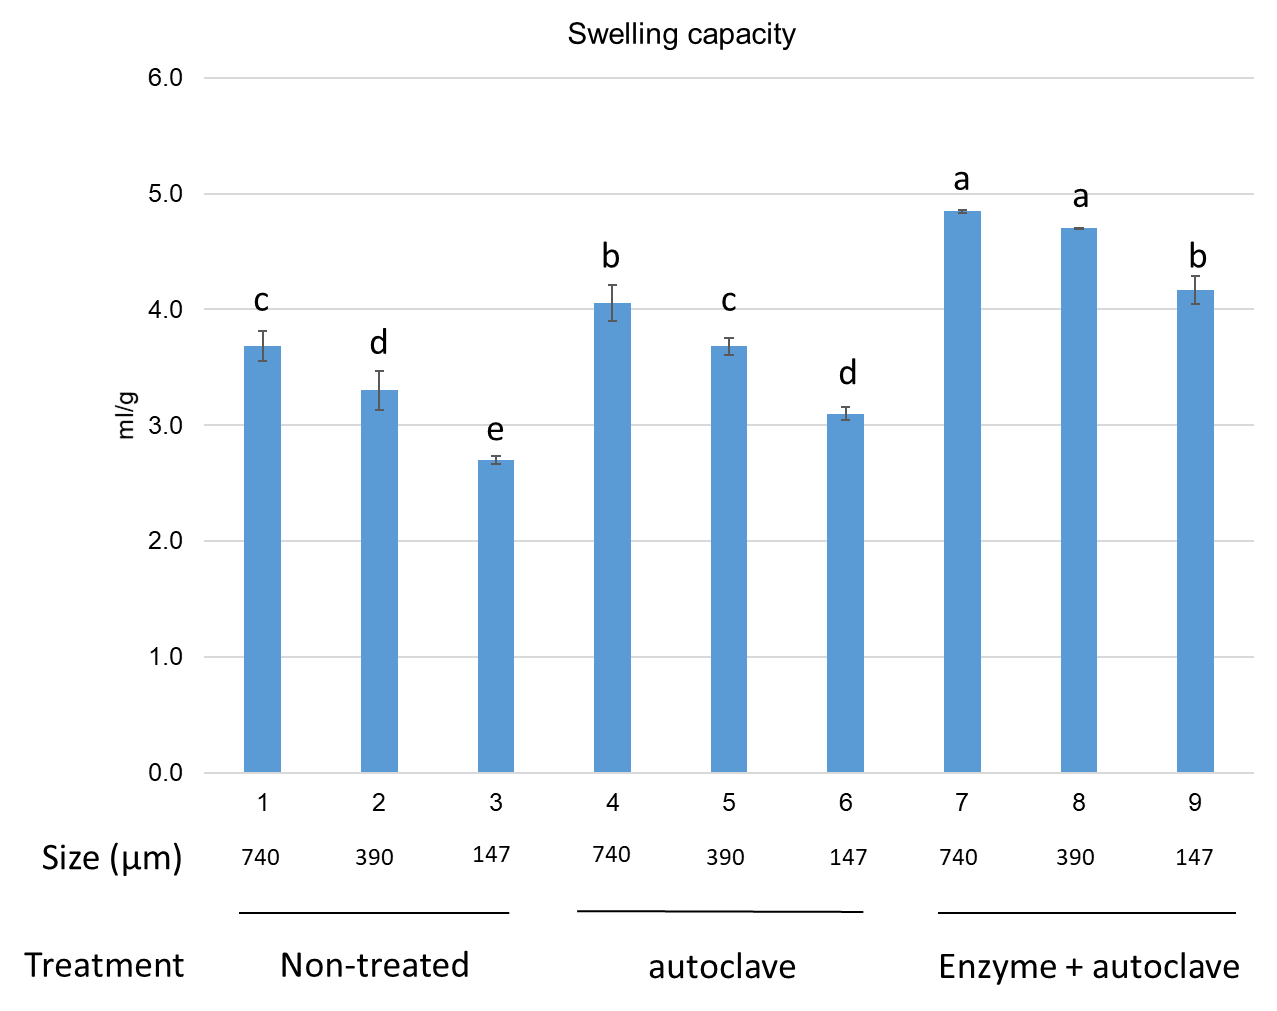 Swelling capacity
6.0
5.0
4.0
3.0
2.0
1.0
0.0
ml/g
c
d
e
b
c
d
a
a
b
1 2 3 4 5 6 7 8 9
Size (μm) 740 390 147 740 390 147 740 390 147
Treatment Non-treated autoclave Enzyme + autoclave